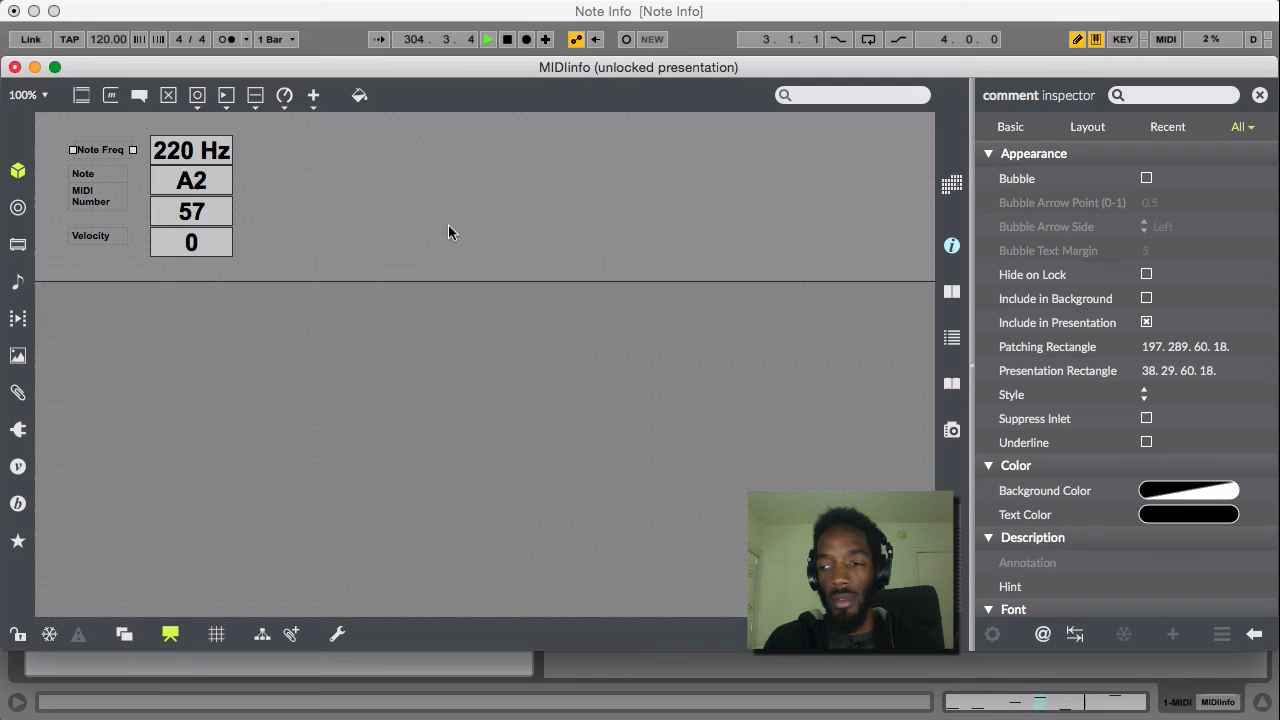 Note Info [Note Info]
Link TAP 120.00 4 / 4 1 Bar 304 . 3 . 4 NEW 3 . 1 . 1 4 . 0 . 0 KEY MIDI 2 % D
MIDIinfo (unlocked presentation)
100%
comment inspector
Basic Layout Recent All
Note Freq 220 Hz
Note A2
MIDI
Number 57
Velocity 0
Appearance
Bubble
Bubble Arrow Point (0-1) 0.5
Bubble Arrow Side Left
Bubble Text Margin 5
Hide on Lock
Include in Background
Include in Presentation
Patching Rectangle 197. 289. 60. 18.
Presentation Rectangle 38. 29. 60. 18.
Style
Suppress Inlet
Underline
Color
Background Color
Text Color
Description
Annotation
Hint
Font
1-MIDI MIDIinfo